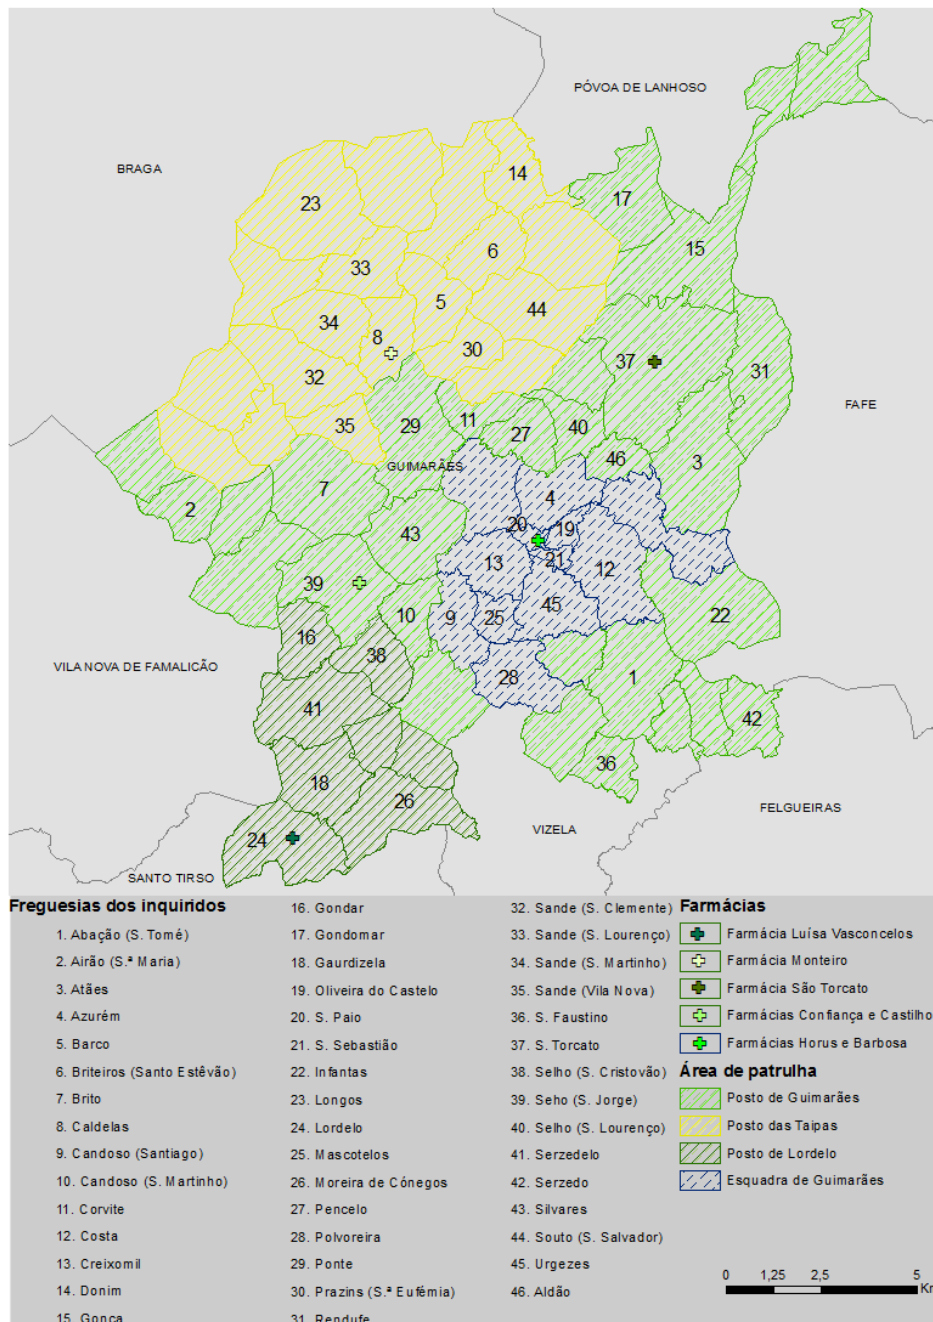 PÓVOA DE LANHOSO
BRAGA
14
17
23
6
15
33
5
44
34
8
30
37
31
32
FAFE
35
29
11
27
40
46
3
GUIMARÃES
7
4
2
20
19
43
13
21
12
39
45
10
9
25
22
16
38
VILA NOVA DE FAMALICÃO
28
1
41
42
36
18
26
FELGUEIRAS
VIZELA
24
SANTO TIRSO
Freguesias dos inquiridos
1. Abação (S. Tomé)
2. Airão (S.ª Maria)
3. Atães
4. Azurém
5. Barco
6. Briteiros (Santo Estêvão)
7. Brito
8. Caldelas
9. Candoso (Santiago)
10. Candoso (S. Martinho)
11. Corvite
12. Costa
13. Creixomil
14. Donim
15. Gonça
16. Gondar
17. Gondomar
18. Gaurdizela
19. Oliveira do Castelo
20. S. Paio
21. S. Sebastião
22. Infantas
23. Longos
24. Lordelo
25. Mascotelos
26. Moreira de Cónegos
27. Pencelo
28. Polvoreira
29. Ponte
30. Prazins (S.ª Eufémia)
31. Rendufe
32. Sande (S. Clemente)
33. Sande (S. Lourenço)
34. Sande (S. Martinho)
35. Sande (Vila Nova)
36. S. Faustino
37. S. Torcato
38. Selho (S. Cristovão)
39. Seho (S. Jorge)
40. Selho (S. Lourenço)
41. Serzedelo
42. Serzedo
43. Silvares
44. Souto (S. Salvador)
45. Urgezes
46. Aldão
Farmácias
Farmácia Luísa Vasconcelos
Farmácia Monteiro
Farmácia São Torcato
Farmácias Confiança e Castilho
Farmácias Horus e Barbosa
Área de patrulha
Posto de Guimarães
Posto das Taipas
Posto de Lordelo
Esquadra de Guimarães
0 1,25 2,5 5
Km